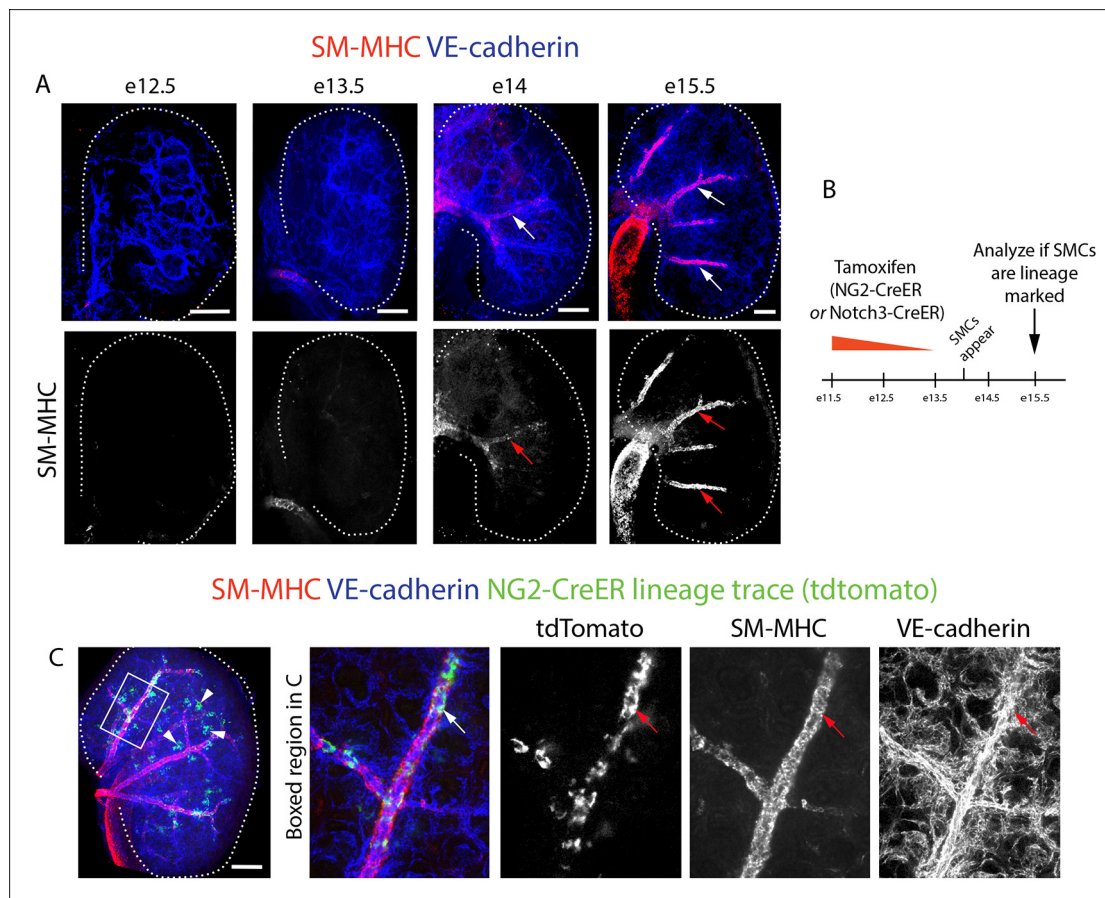 SM-MHC VE-cadherin
A
e12.5
e13.5
e14
e15.5
SM-MHC
B
Tamoxifen
(NG2-CreER
or Notch3-CreER)
SMCs
appear
Analyze if SMCs
are lineage
marked
e11.5
e12.5
e13.5
e14.5
e15.5
SM-MHC VE-cadherin NG2-CreER lineage trace (tdtomato)
C
Boxed region in C
tdTomato
SM-MHC
VE-cadherin